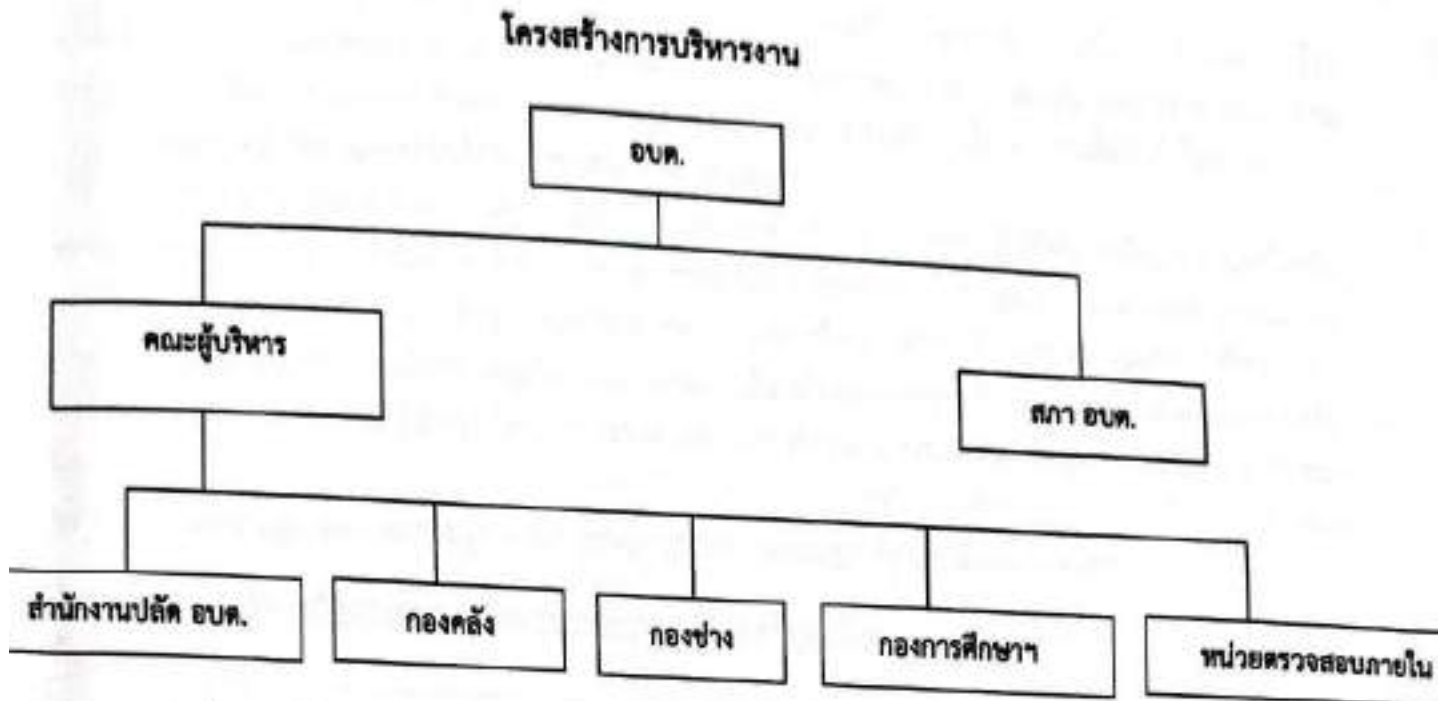 โครงสร้างการบริหารงาน
อบต.
คณะผู้บริหาร
สภา อบต.
สำนักงานปลัด อบต.
กองคลัง
กองช่าง
กองการศึกษาฯ
หน่วยตรวจสอบภายใน